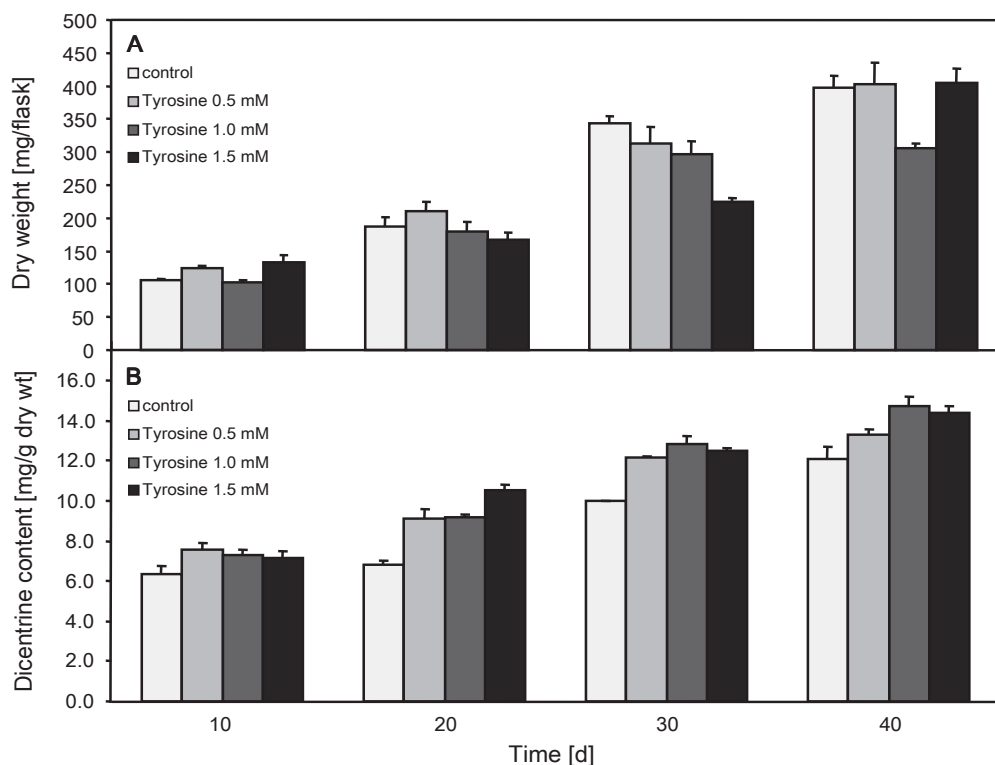 500
450
400
350
300
250
200
150
100
50
0
Dry weight [mg/flask]
A
control
Tyrosine 0.5 mM
Tyrosine 1.0 mM
Tyrosine 1.5 mM
16.0
14.0
12.0
10.0
8.0
6.0
4.0
2.0
0.0
Dicentrine content [mg/g dry wt]
B
control
Tyrosine 0.5 mM
Tyrosine 1.0 mM
Tyrosine 1.5 mM
10 20 30 40
Time [d]